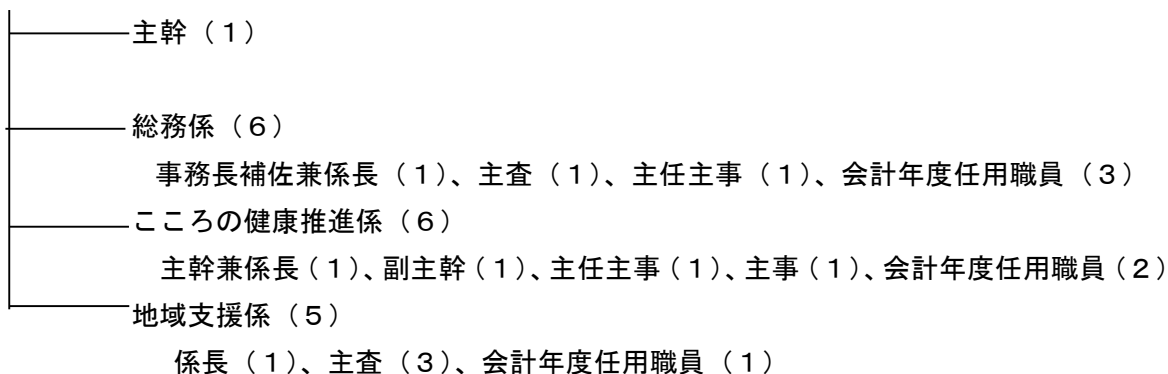 主幹（１）
総務係（６）
事務長補佐兼係長（１）、主査（１）、主任主事（１）、会計年度任用職員（３）
こころの健康推進係（６）
主幹兼係長（１）、副主幹（１）、主任主事（１）、主事（１）、会計年度任用職員（２）
地域支援係（５）
係長（１）、主査（３）、会計年度任用職員（１）